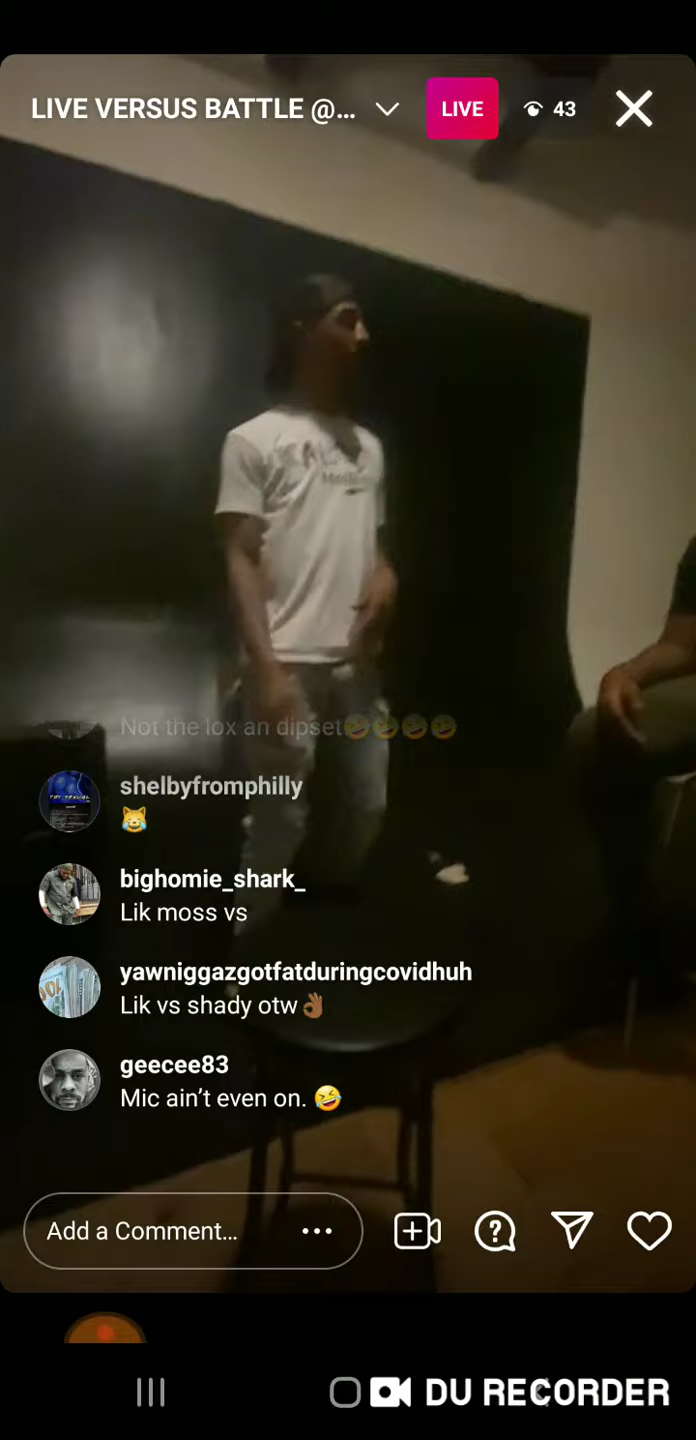 LIVE VERSUS BATTLE @...
LIVE
43
Not the lox an dipset🤣🤣🤣🤣
shelbyfromphilly
😹
bighomie_shark_
Lik moss vs
yawniggazgotfatduringcovidhuh
Lik vs shady otw👌🏾
geecee83
Mic ain’t even on. 🤣
Add a Comment...
DU RECORDER